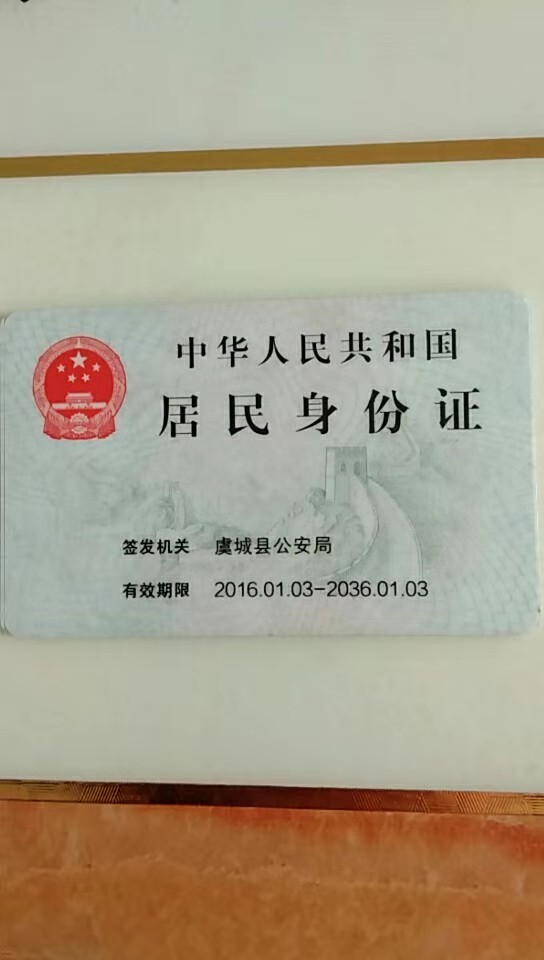 中华人民共和国
居民身份证
签发机关 虞城县公安局
有效期限 2016.01.03-2036.01.03